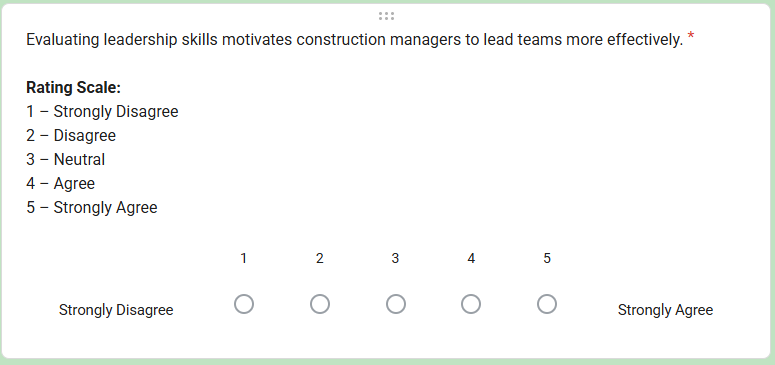 Evaluating leadership skills motivates construction managers to lead teams more effectively. *
Rating Scale:
1 – Strongly Disagree
2 – Disagree
3 – Neutral
4 – Agree
5 – Strongly Agree
1 2 3 4 5
Strongly Disagree Strongly Agree